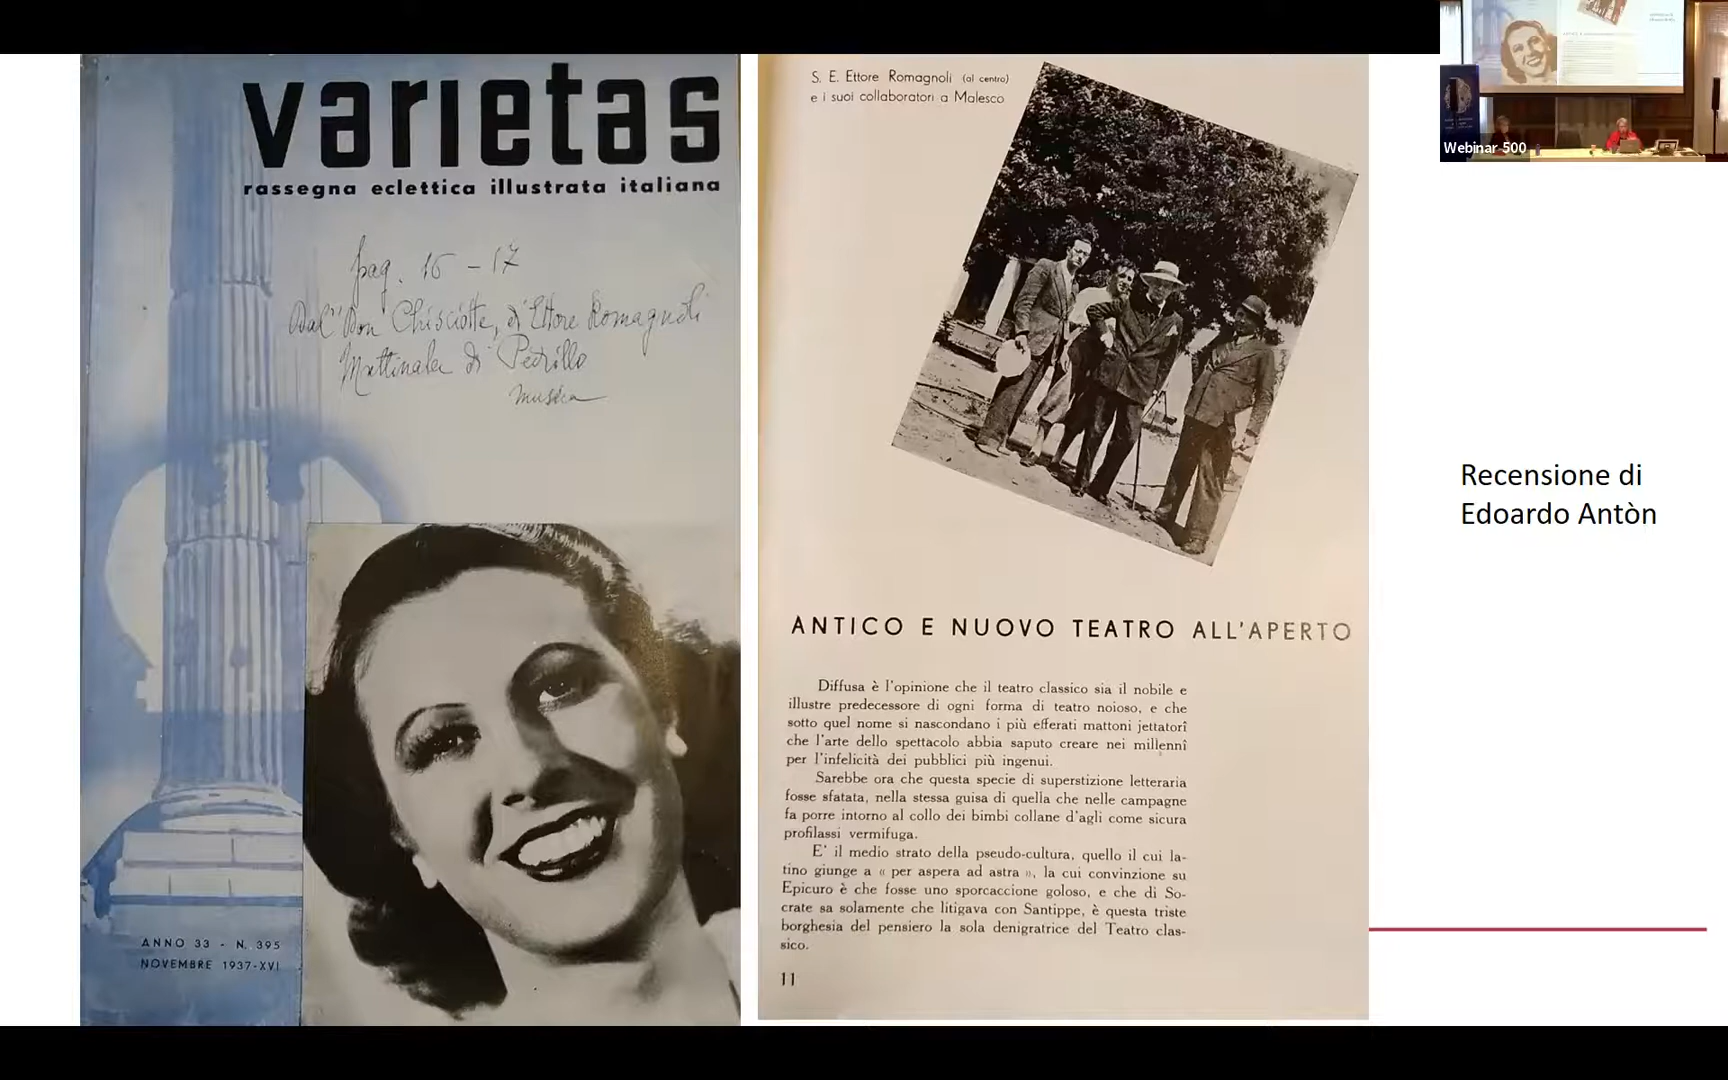 varietas
rassegna eclettica illustrata italiana
pag. 16 - 17
Dal "Don Chisciotte, di Ettore Romagnoli
Mattinale di Pedrillo
musica
ANNO 33 - N. 395
NOVEMBRE 1937-XVI
S. E. Ettore Romagnoli (al centro)
e i suoi collaboratori a Malesco
ANTICO E NUOVO TEATRO ALL'APERTO
Diffusa è l'opinione che il teatro classico sia il nobile e
illustre predecessore di ogni forma di teatro noioso, e che
sotto quel nome si nascondano i più efferati mattoni jettatorî
che l'arte dello spettacolo abbia saputo creare nei millennî
per l'infelicità dei pubblici più ingenui.
Sarebbe ora che questa specie di superstizione letteraria
fosse sfatata, nella stessa guisa di quella che nelle campagne
fa porre intorno al collo dei bimbi collane d'agli come sicura
profilassi vermifuga.
E' il medio strato della pseudo-cultura, quello il cui la-
tino giunge a « per aspera ad astra », la cui convinzione su
Epicuro è che fosse uno sporcaccione goloso, e che di So-
crate sa solamente che litigava con Santippe, è questa triste
borghesia del pensiero la sola denigratrice del Teatro clas-
sico.
11
Recensione di
Edoardo Antòn
Webinar 500